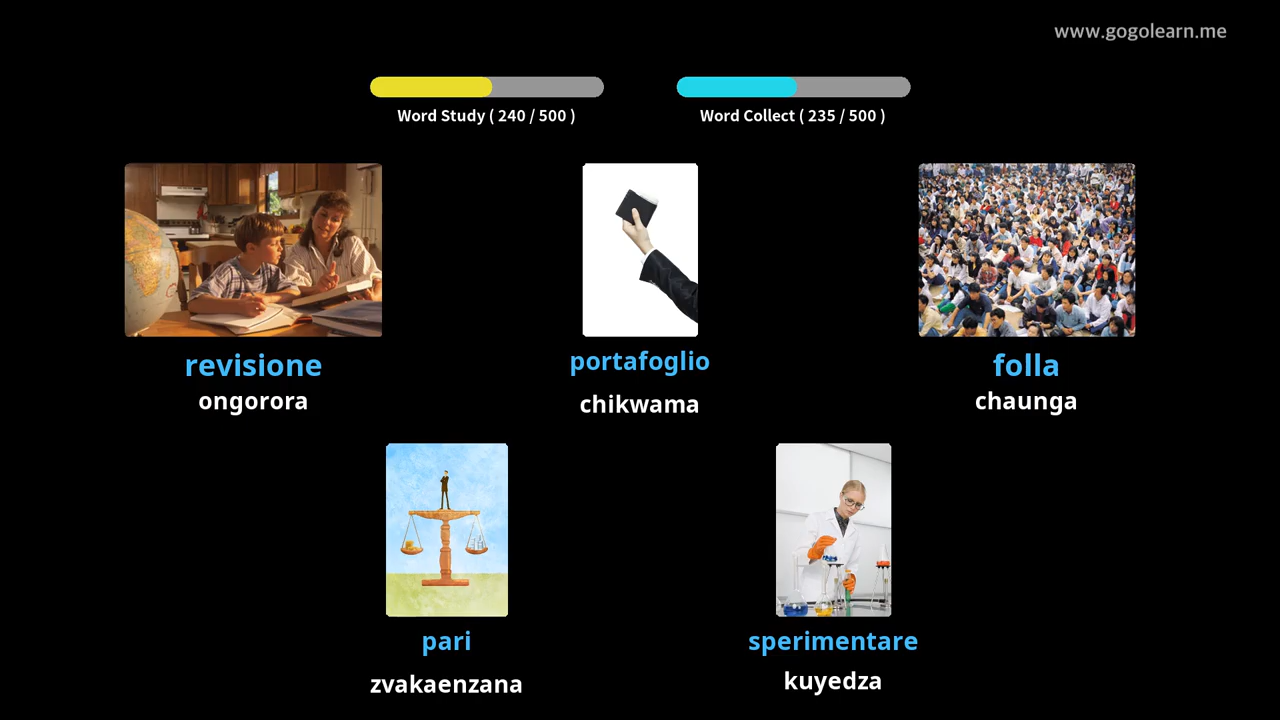 www.gogolearn.me
Word Study ( 240 / 500 )
Word Collect ( 235 / 500 )
revisione
ongorora
portafoglio
chikwama
folla
chaunga
pari
zvakaenzana
sperimentare
kuyedza